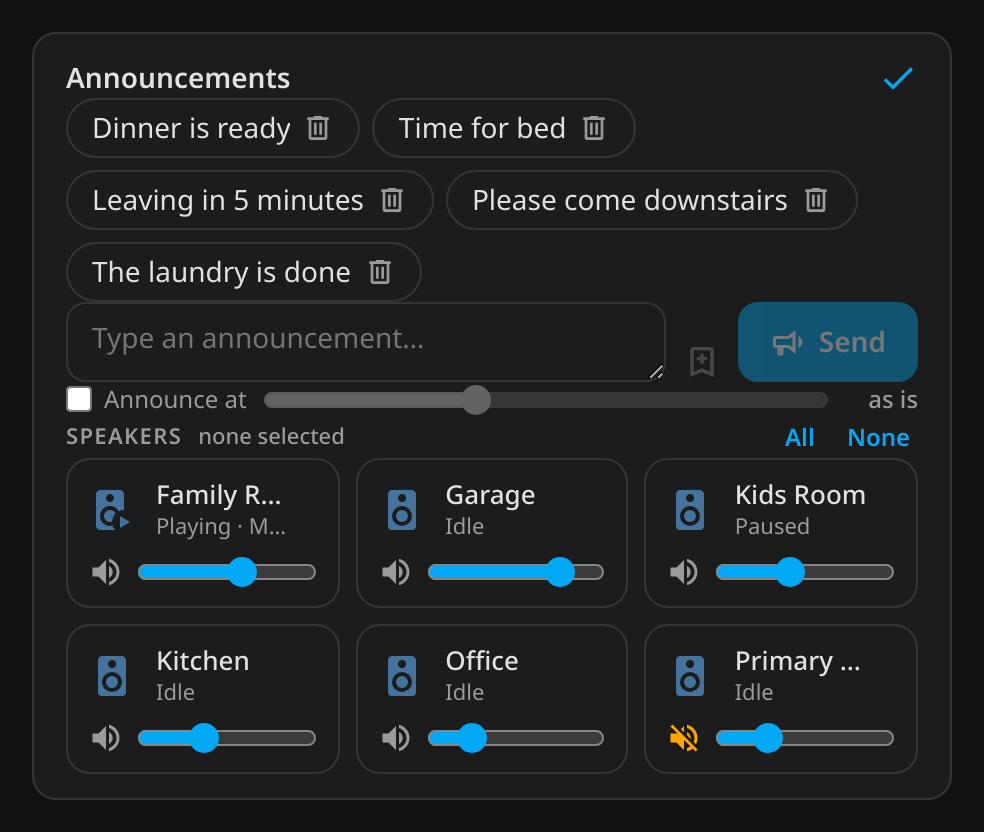 Announcements
Dinner is ready
Time for bed
Leaving in 5 minutes
Please come downstairs
The laundry is done
Type an announcement...
Send
Announce at
as is
SPEAKERS none selected
All
None
Family R...
Playing · M...
Garage
Idle
Kids Room
Paused
Kitchen
Idle
Office
Idle
Primary ...
Idle